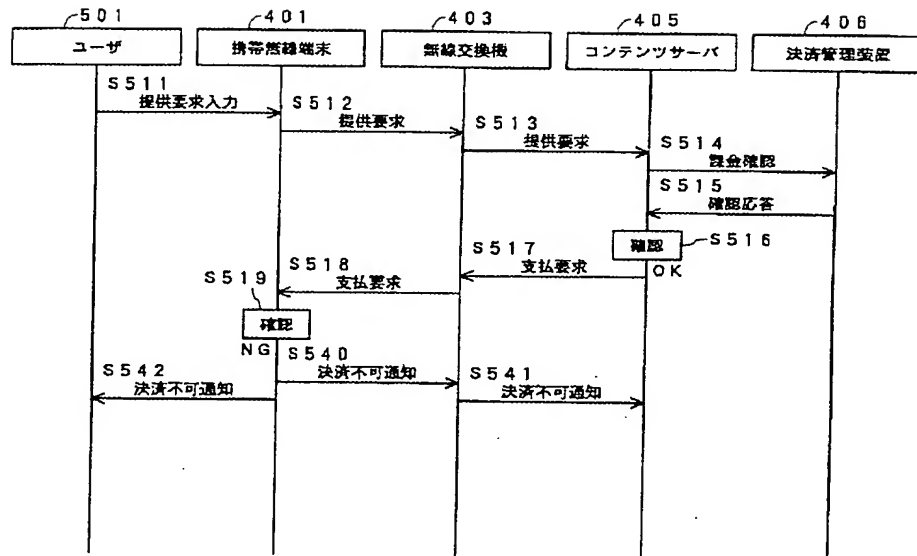 501
401
403
405
406
ユーザ
携帯無線端末
無線交換機
コンテンツサーバ
決済管理装置
S511
提供要求入力
S512
提供要求
S513
提供要求
S514
課金確認
S515
確認応答
確認
S516
OK
S517
支払要求
S518
支払要求
S519
確認
NG
S540
決済不可通知
S541
決済不可通知
S542
決済不可通知